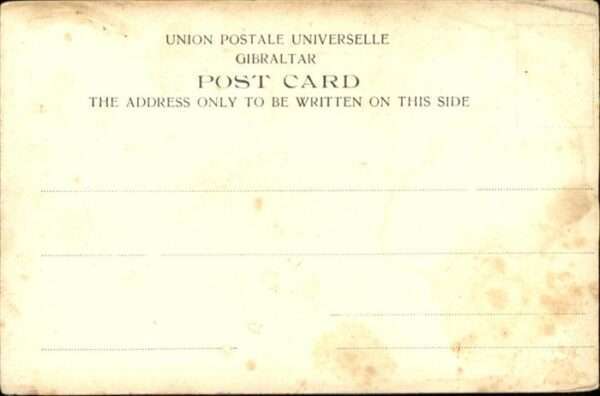 UNION POSTALE UNIVERSELLE
GIBRALTAR
POST CARD
THE ADDRESS ONLY TO BE WRITTEN ON THIS SIDE